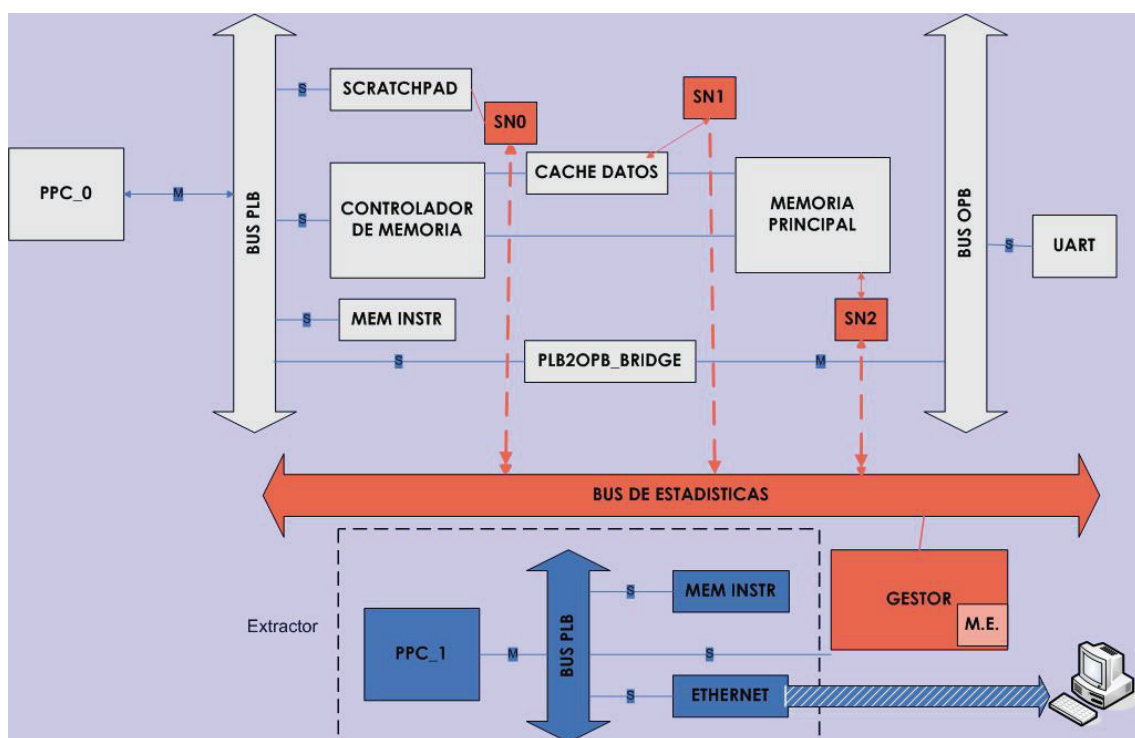 SCRATCHPAD
S
SN0
SN1
PPC_0
M
BUS PLB
S
CONTROLADOR
DE MEMORIA
CACHE DATOS
MEMORIA
PRINCIPAL
BUS OPB
S
UART
S
MEM INSTR
SN2
S
PLB2OPB_BRIDGE
M
BUS DE ESTADISTICAS
Extractor
PPC_1
M
BUS PLB
S
MEM INSTR
S
GESTOR
M.E.
S
ETHERNET